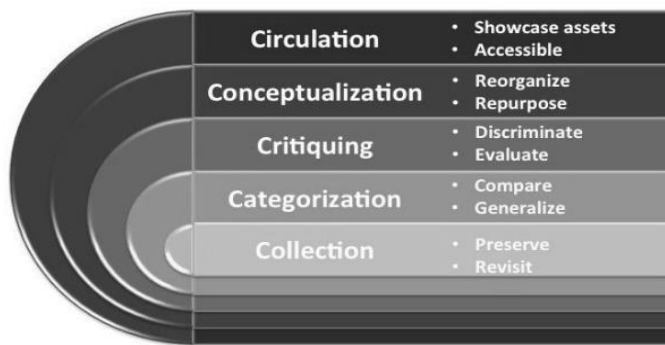 Circulation
• Showcase assets
• Accessible
Conceptualization
• Reorganize
• Repurpose
Critiquing
• Discriminate
• Evaluate
Categorization
• Compare
• Generalize
Collection
• Preserve
• Revisit